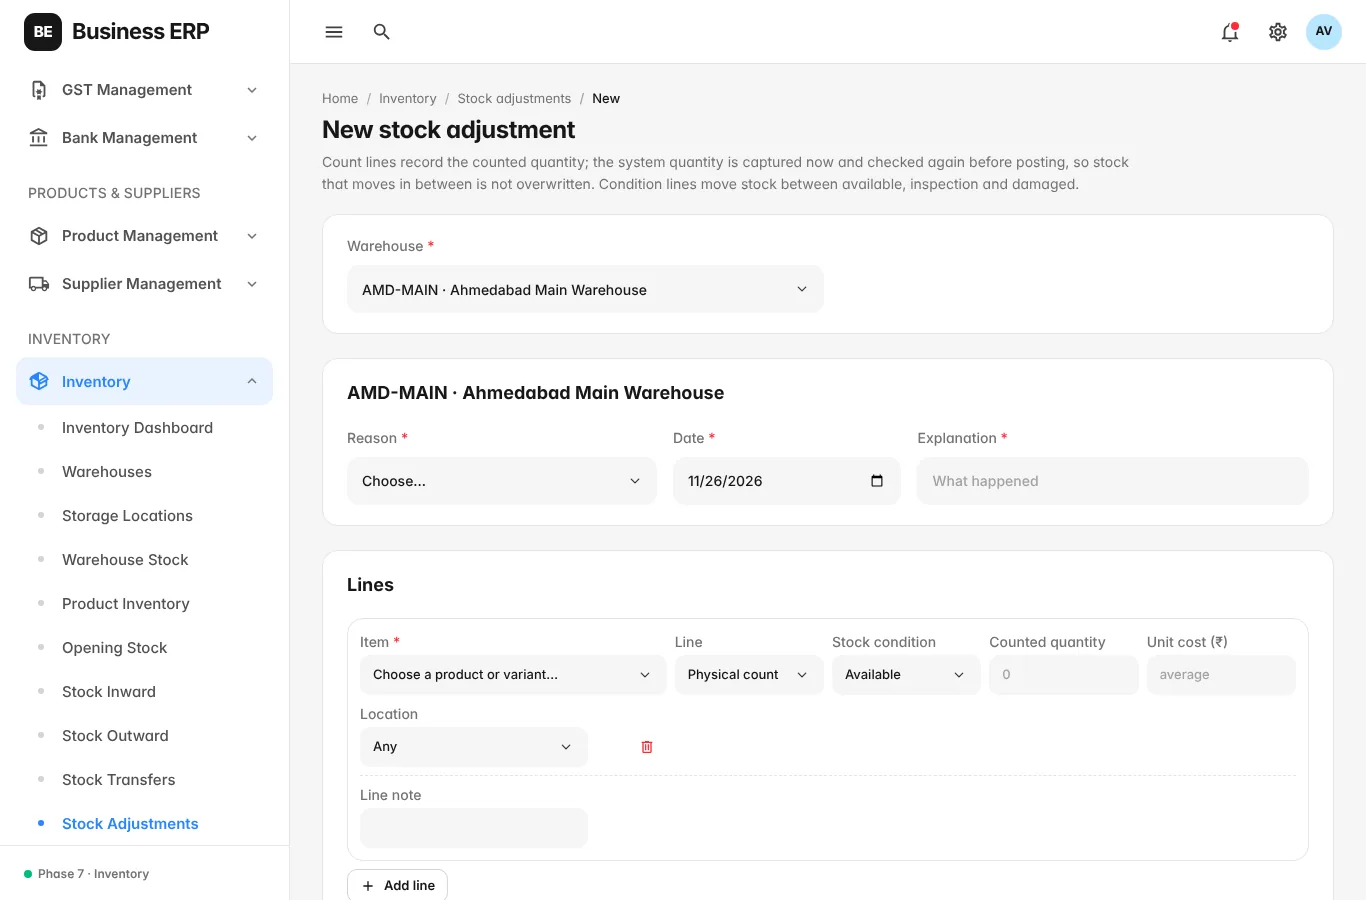 BE Business ERP
GST Management
Bank Management
PRODUCTS & SUPPLIERS
Product Management
Supplier Management
INVENTORY
Inventory
Inventory Dashboard
Warehouses
Storage Locations
Warehouse Stock
Product Inventory
Opening Stock
Stock Inward
Stock Outward
Stock Transfers
Stock Adjustments
Phase 7 · Inventory
AV
Home / Inventory / Stock adjustments / New
New stock adjustment
Count lines record the counted quantity; the system quantity is captured now and checked again before posting, so stock
that moves in between is not overwritten. Condition lines move stock between available, inspection and damaged.
Warehouse *
AMD-MAIN · Ahmedabad Main Warehouse
AMD-MAIN · Ahmedabad Main Warehouse
Reason * Date * Explanation *
Choose... 11/26/2026 What happened
Lines
Item * Line Stock condition Counted quantity Unit cost (₹)
Choose a product or variant... Physical count Available 0 average
Location
Any
Line note
+ Add line